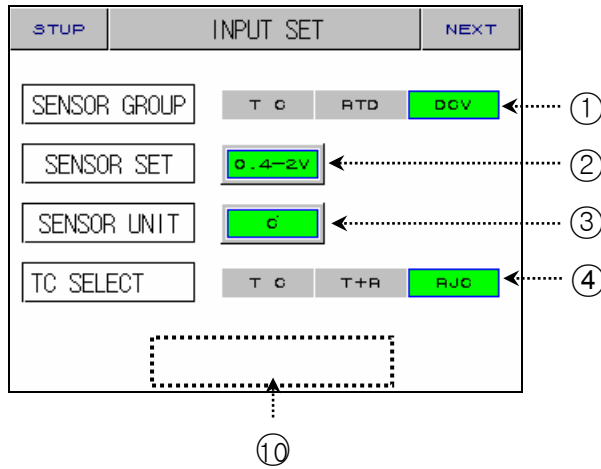 STUP INPUT SET NEXT
SENSOR GROUP T C RTD DCV ①
SENSOR SET 0.4-2V ②
SENSOR UNIT ③
TC SELECT T C T+R RJC ④
⑩